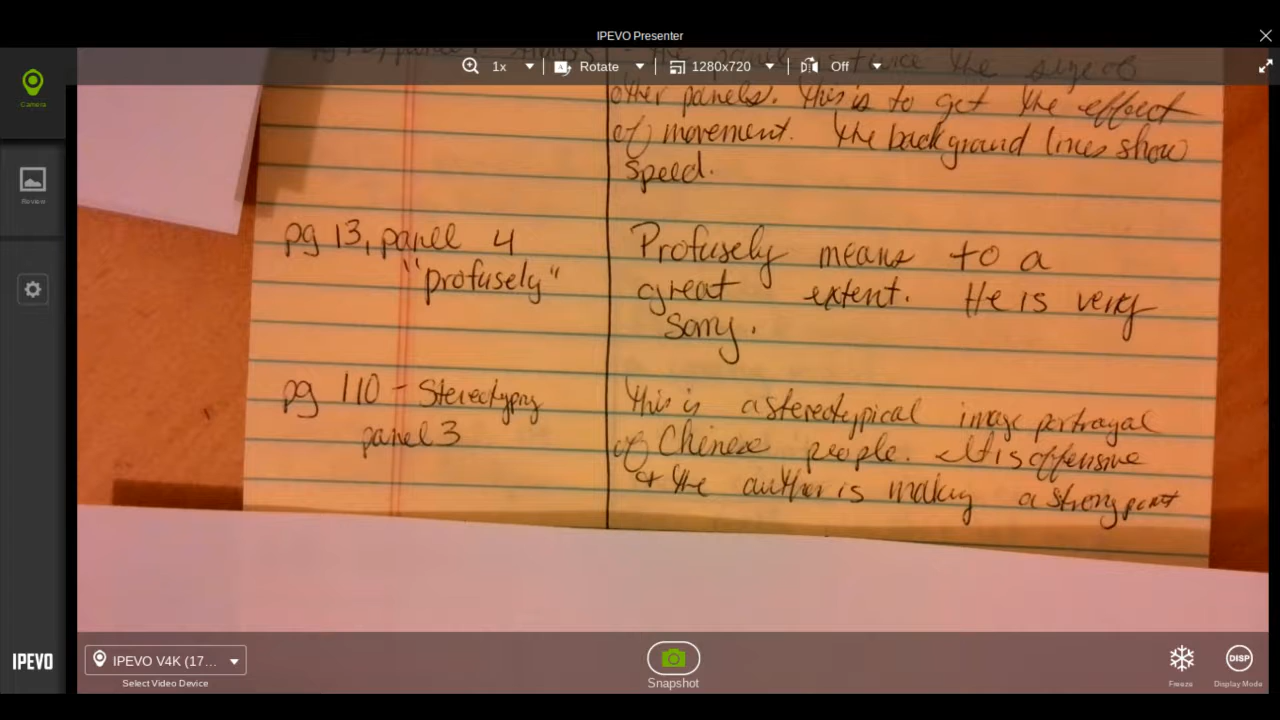 IPEVO Presenter
1x Rotate 1280x720 Off
Camera
Review
the size of
other panels. This is to get the effect
of movement. The background lines show
speed.
pg 13, panel 4
"profusely"
Profusely means to a
great extent. He is very
sorry.
pg 110 - Stereotyping
panel 3
This is a stereotypical image portrayal
of Chinese people. It is offensive
+ the author is making a strong point
IPEVO
IPEVO V4K (17...
Select Video Device
Snapshot
Freeze
DISP
Display Mode